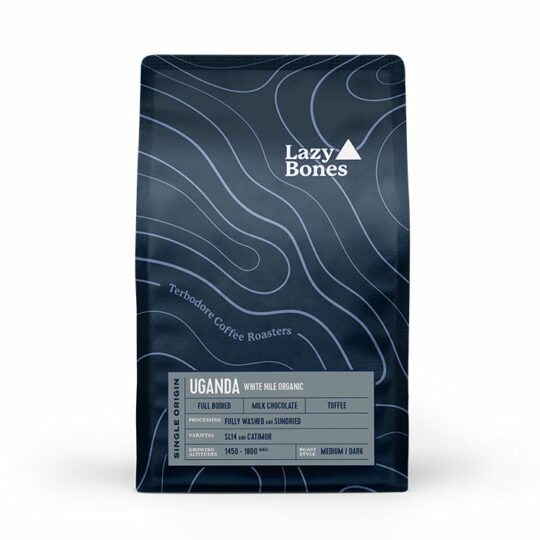 Lazy
Bones
Terbodore Coffee Roasters
SINGLE ORIGIN
UGANDA WHITE NILE ORGANIC
FULL BODIED MILK CHOCOLATE TOFFEE
PROCESSING FULLY WASHED AND SUNDRIED
VARIETAL SL14 AND CATIMOR
GROWING ALTITUDES 1450 - 1800 MASL ROAST STYLE MEDIUM / DARK